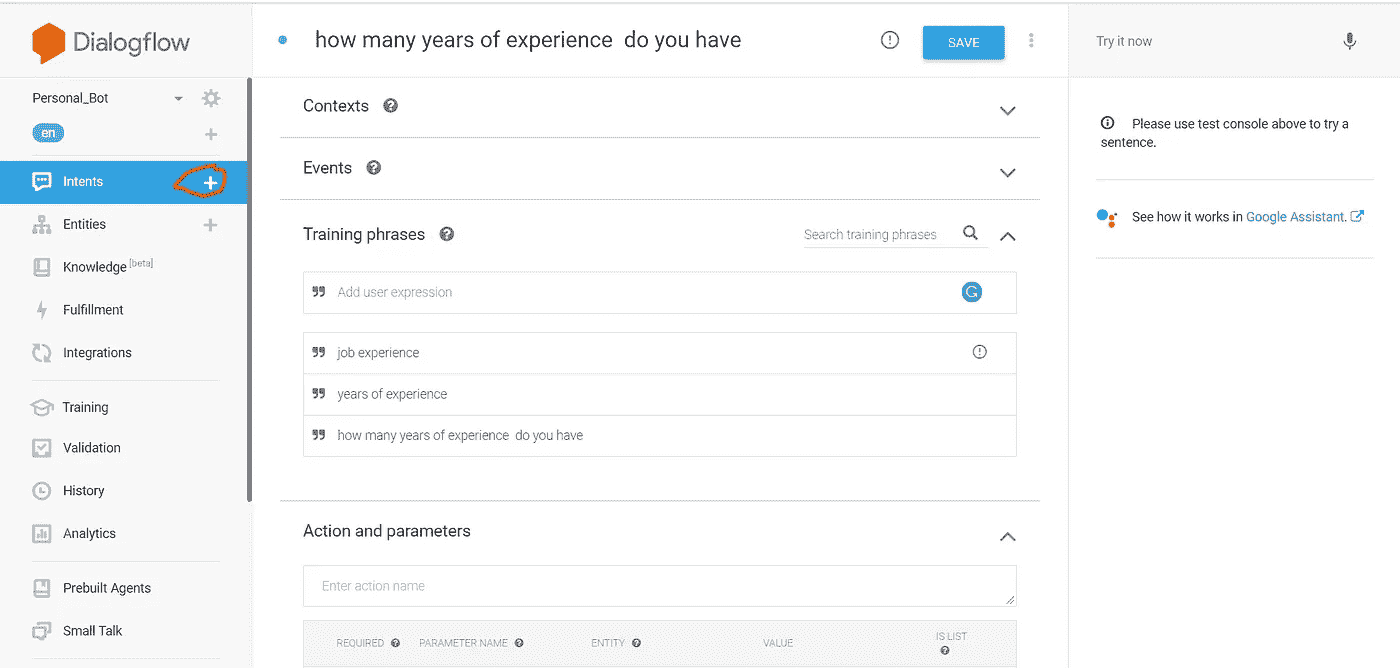 Dialogflow
Personal_Bot
en
Intents
Entities
Knowledge [beta]
Fulfillment
Integrations
Training
Validation
History
Analytics
Prebuilt Agents
Small Talk
how many years of experience  do you have
SAVE
Contexts
Events
Training phrases
Search training phrases
Add user expression
job experience
years of experience
how many years of experience  do you have
Action and parameters
Enter action name
REQUIRED PARAMETER NAME ENTITY VALUE IS LIST
Try it now
Please use test console above to try a
sentence.
See how it works in Google Assistant.